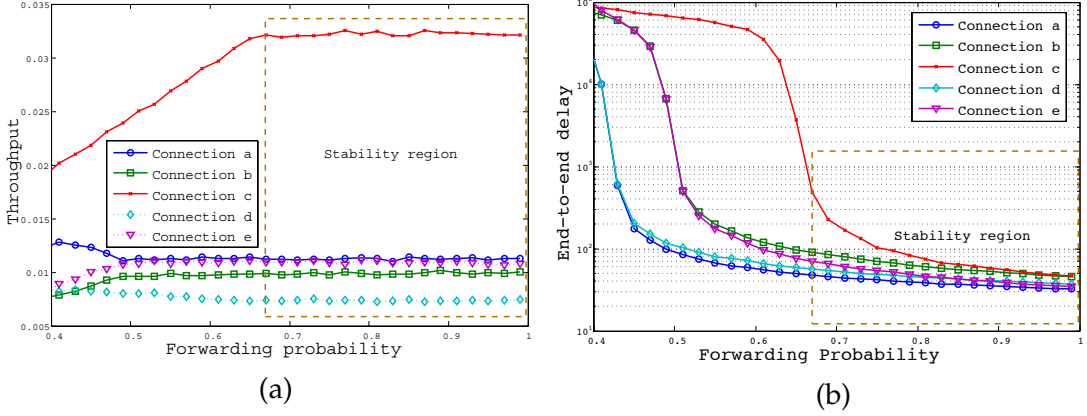 Throughput
0.035
0.03
0.025
0.02
0.015
0.01
0.005
Stability region
Connection a
Connection b
Connection c
Connection d
Connection e
0.4 0.5 0.6 0.7 0.8 0.9 1
Forwarding probability
(a)
End-to-end delay
10³
10²
10¹
Connection a
Connection b
Connection c
Connection d
Connection e
Stability region
0.4 0.5 0.6 0.7 0.8 0.9 1
Forwarding Probability
(b)